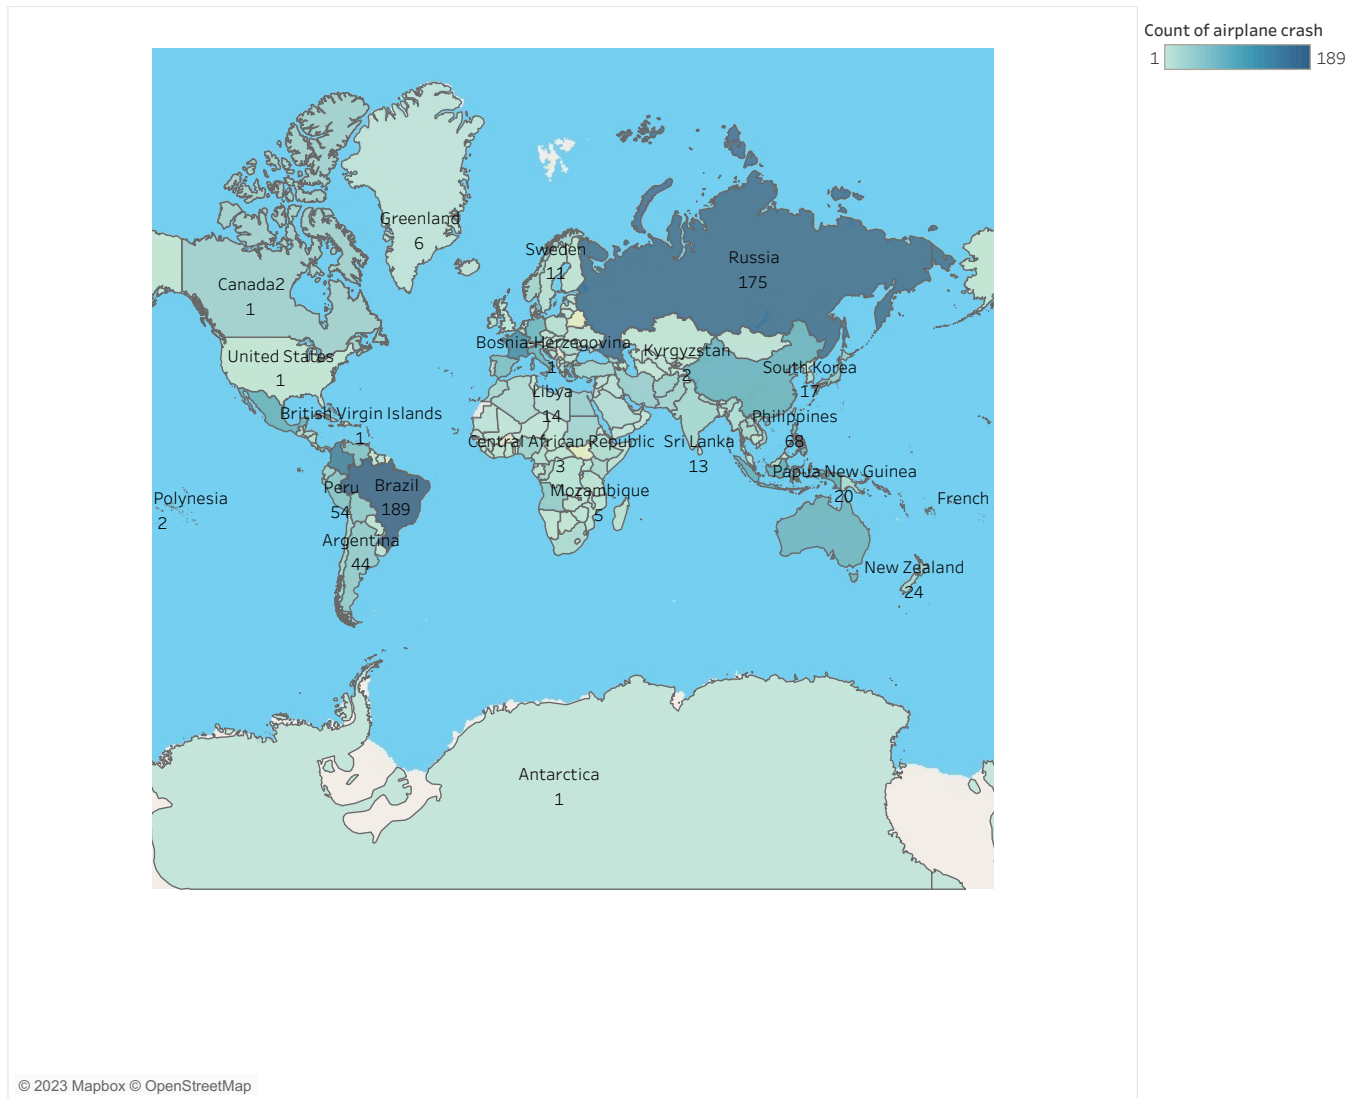 Count of airplane crash
1 189
Greenland
6
Sweden
11
Russia
175
Canada2
1
Bosnia-Herzegovina
1
Kyrgyzstan
2
United States
1
South Korea
17
Libya
14
British Virgin Islands
1
Philippines
68
Central African Republic
3
Sri Lanka
13
Papua New Guinea
20
Peru
54
Brazil
189
Mozambique
5
Polynesia
2
French
Argentina
44
New Zealand
24
Antarctica
1
© 2023 Mapbox © OpenStreetMap